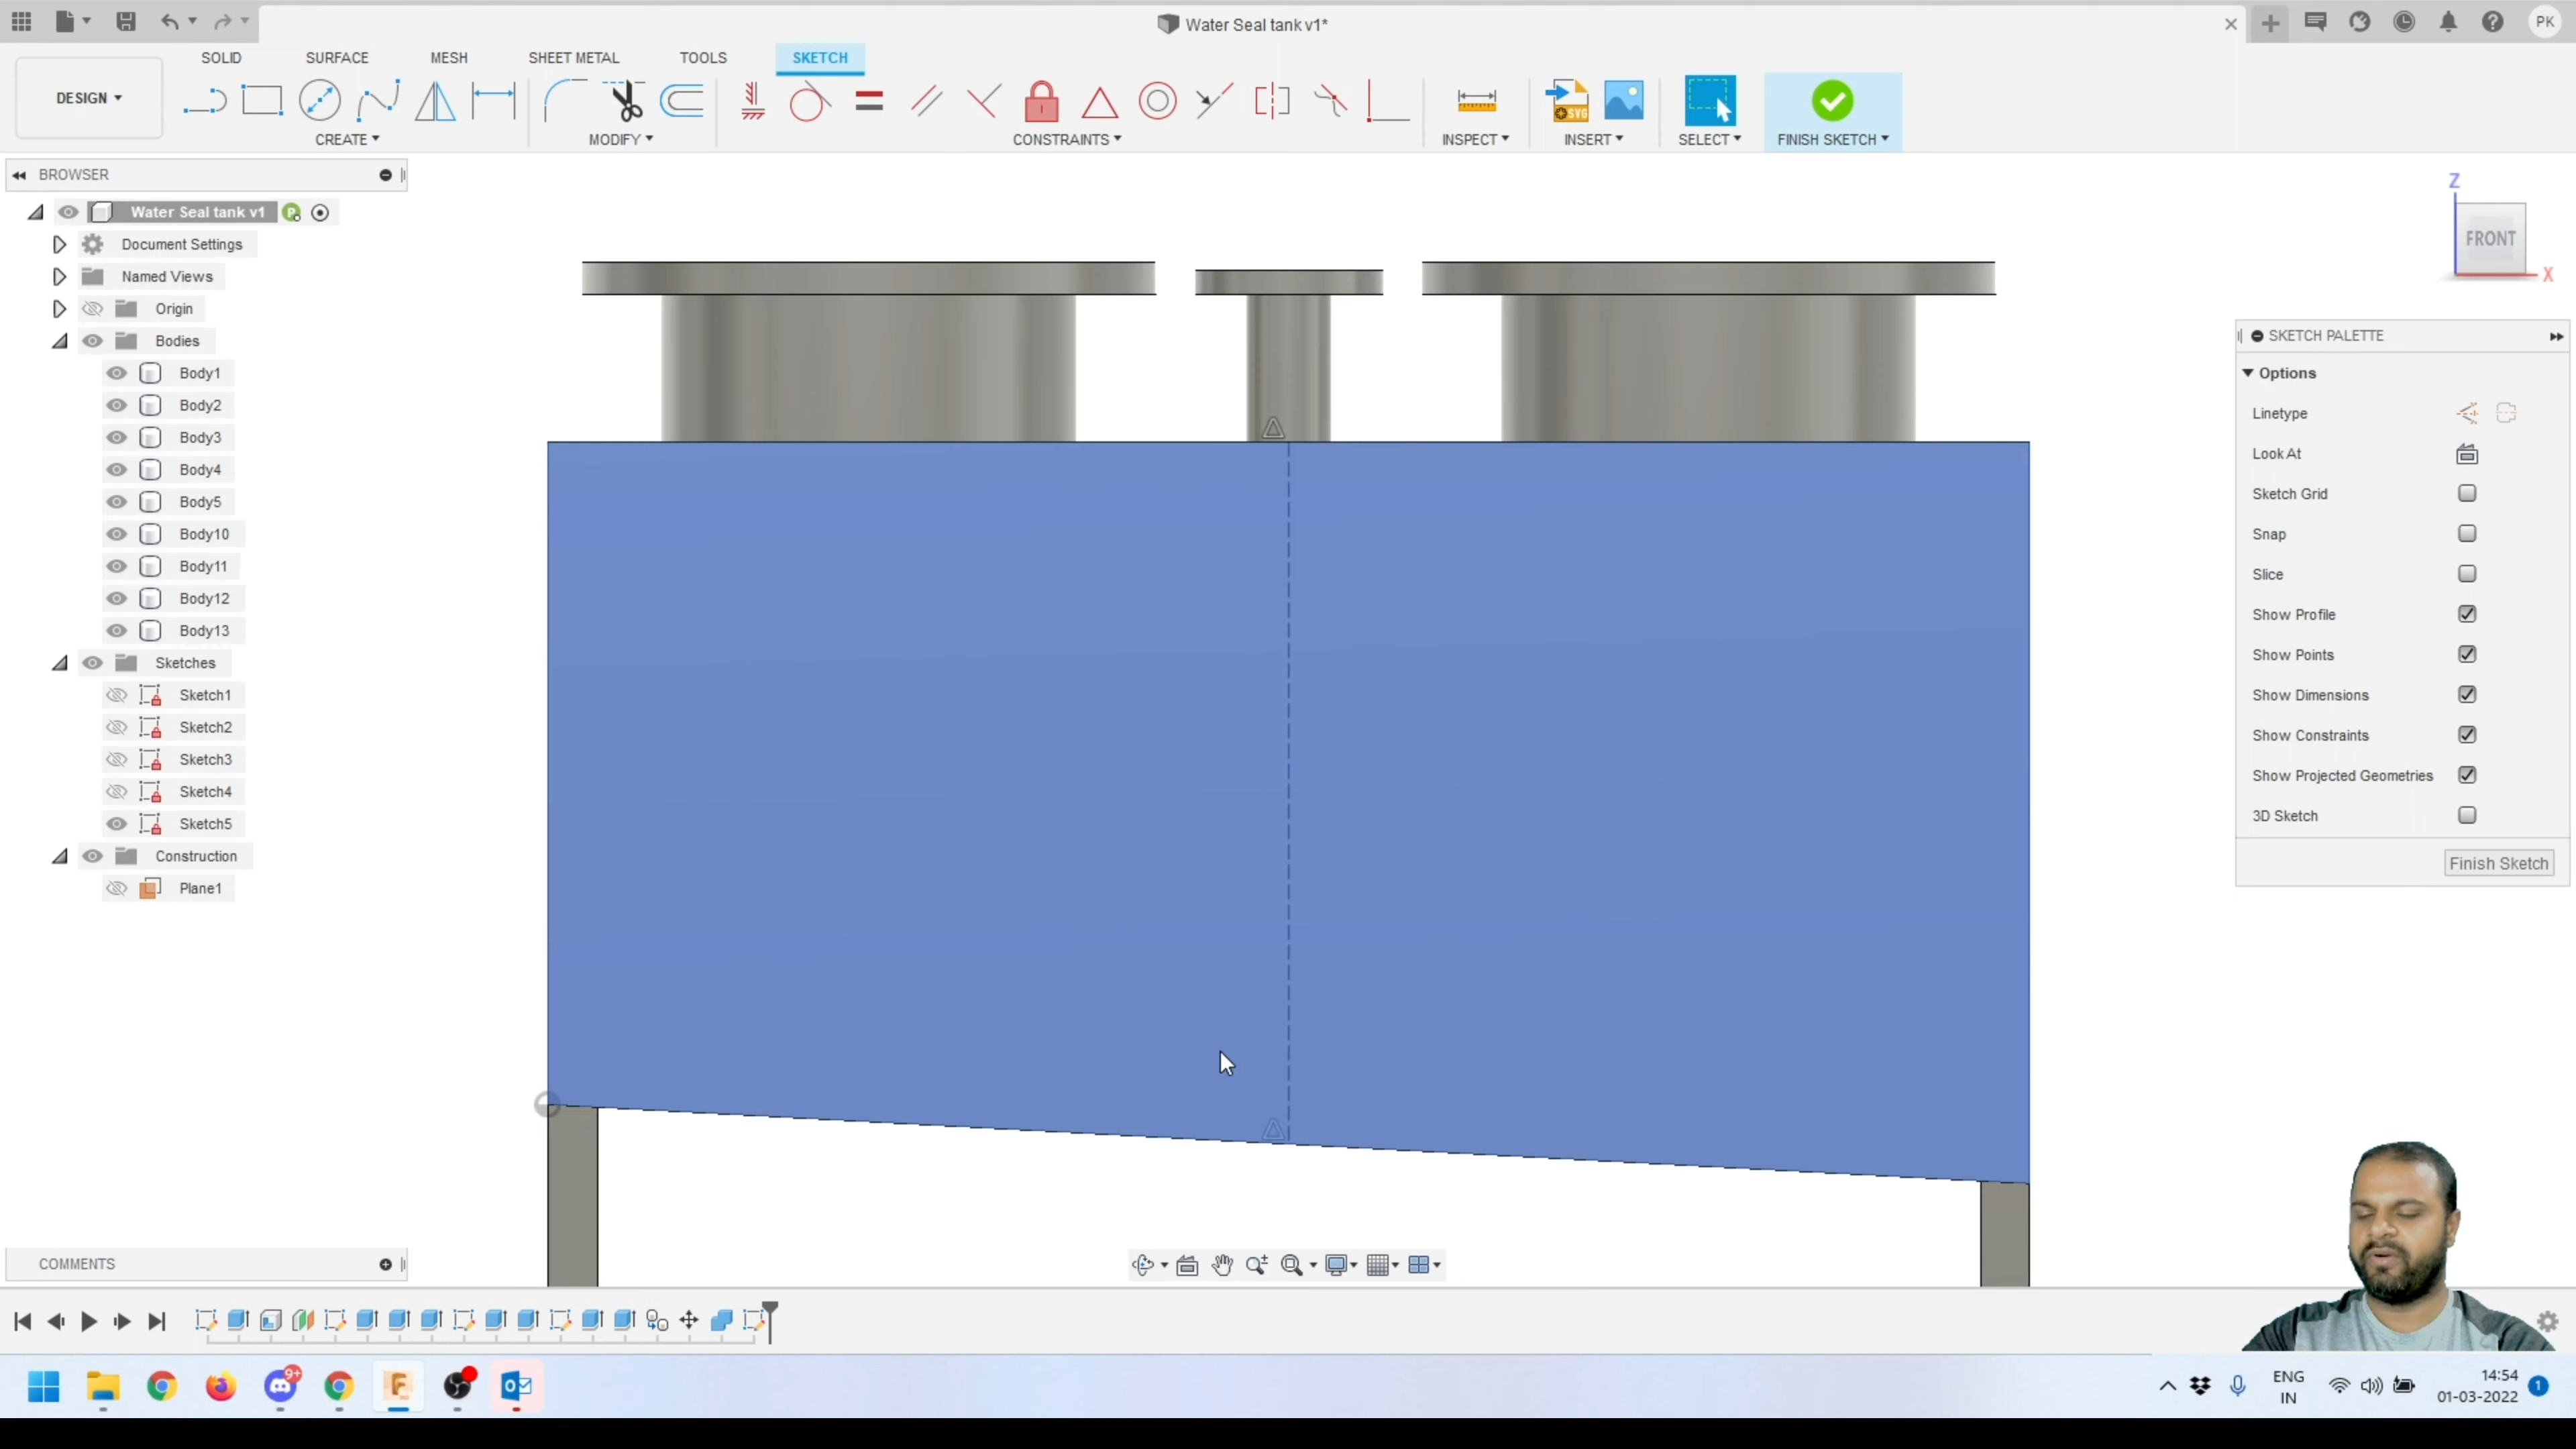 Water Seal tank v1*
PK
SOLID
SURFACE
MESH
SHEET METAL
TOOLS
SKETCH
DESIGN
CREATE
MODIFY
CONSTRAINTS
INSPECT
SVG
INSERT
SELECT
FINISH SKETCH
BROWSER
Water Seal tank v1
Document Settings
Named Views
Origin
Bodies
Body1
Body2
Body3
Body4
Body5
Body10
Body11
Body12
Body13
Sketches
Sketch1
Sketch2
Sketch3
Sketch4
Sketch5
Construction
Plane1
Z
FRONT
X
SKETCH PALETTE
Options
Linetype
Look At
Sketch Grid
Snap
Slice
Show Profile
Show Points
Show Dimensions
Show Constraints
Show Projected Geometries
3D Sketch
Finish Sketch
COMMENTS
9+
ENG
IN
14:54
01-03-2022
1